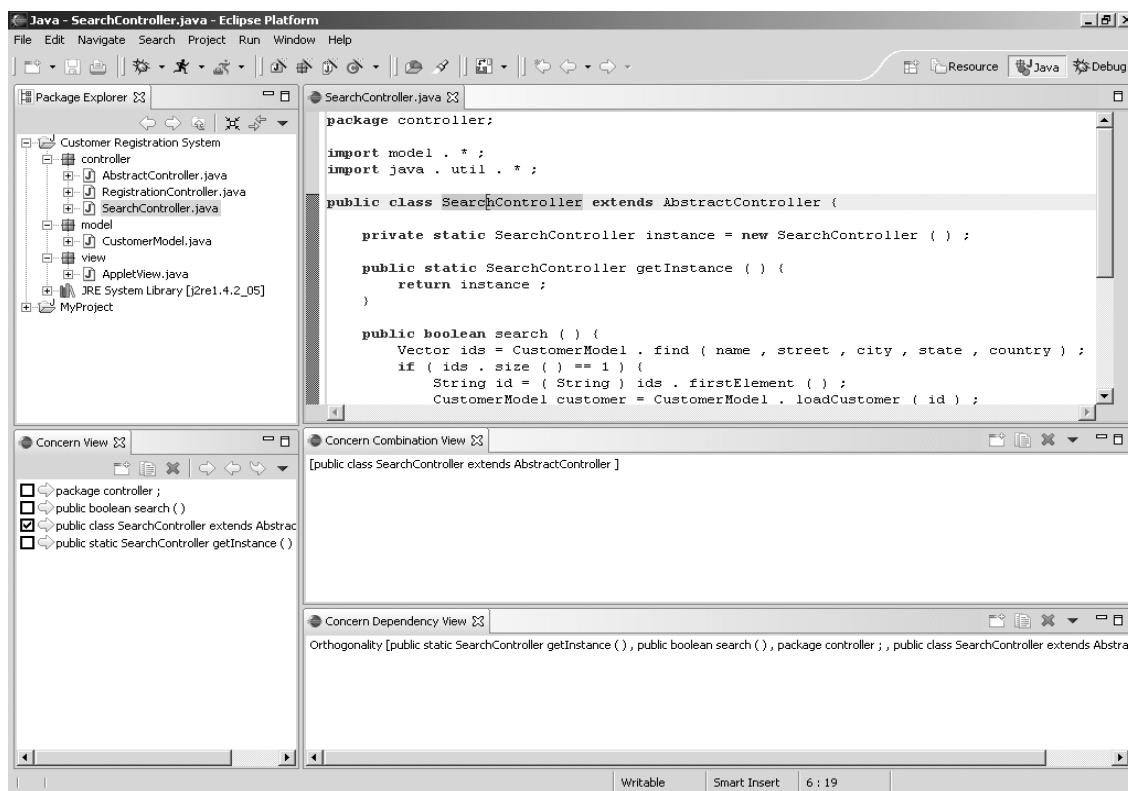 Java - SearchController.java - Eclipse Platform
File Edit Navigate Search Project Run Window Help
Resource Java Debug
Package Explorer
Customer Registration System
controller
AbstractController.java
RegistrationController.java
SearchController.java
model
CustomerModel.java
view
AppletView.java
JRE System Library [j2re1.4.2_05]
MyProject
SearchController.java
package controller;
import model . * ;
import java . util . * ;
public class SearchController extends AbstractController {
private static SearchController instance = new SearchController ( ) ;
public static SearchController getInstance ( ) {
return instance ;
}
public boolean search ( ) {
Vector ids = CustomerModel . find ( name , street , city , state , country ) ;
if ( ids . size ( ) == 1 ) {
String id = ( String ) ids . firstElement ( ) ;
CustomerModel customer = CustomerModel . loadCustomer ( id ) ;
Concern View
package controller ;
public boolean search ( )
public class SearchController extends Abstrac
public static SearchController getInstance ( )
Concern Combination View
[public class SearchController extends AbstractController ]
Concern Dependency View
Orthogonality [public static SearchController getInstance ( ) , public boolean search ( ) , package controller ; , public class SearchController extends Abstra
Writable Smart Insert 6 : 19